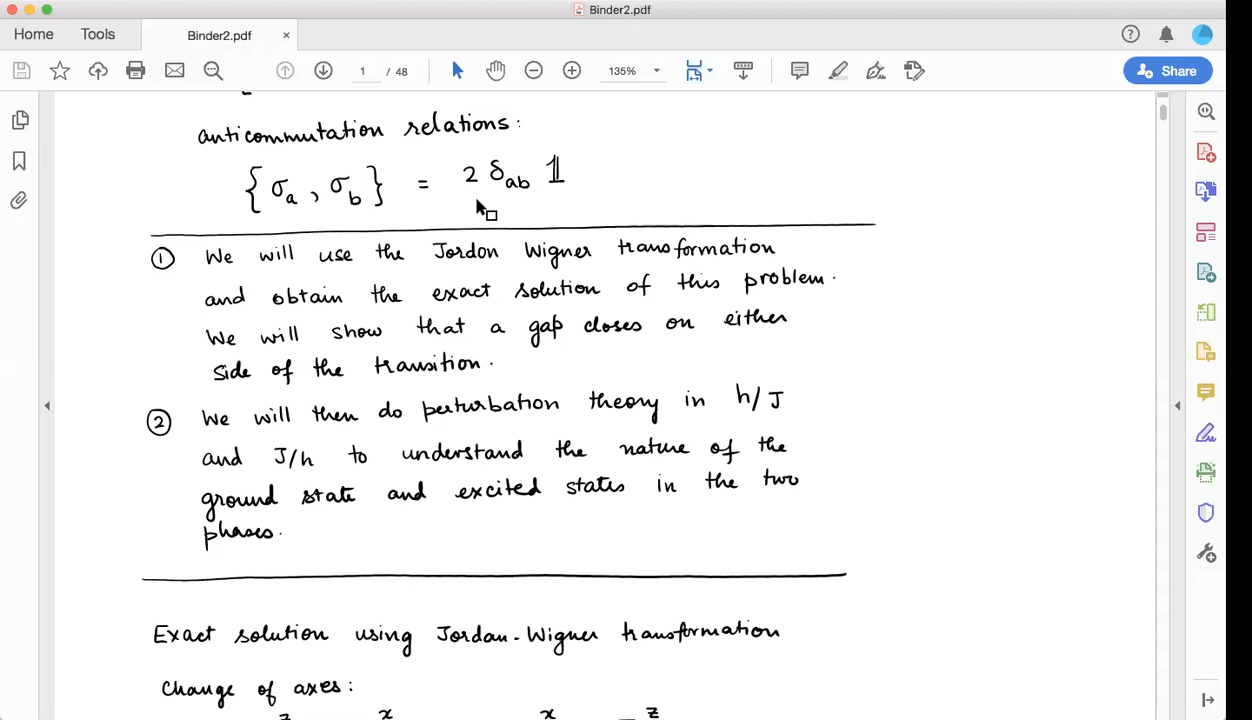 Binder2.pdf
Home Tools Binder2.pdf ×
1 / 48 135% Share
anticommutation relations:
{ σa , σb } = 2 δab 𝟙
① We will use the Jordon Wigner transformation
and obtain the exact solution of this problem.
We will show that a gap closes on either
side of the transition.
② We will then do perturbation theory in h/J
and J/h to understand the nature of the
ground state and excited states in the two
phases.
Exact solution using Jordan-Wigner transformation
Change of axes:
z x x z